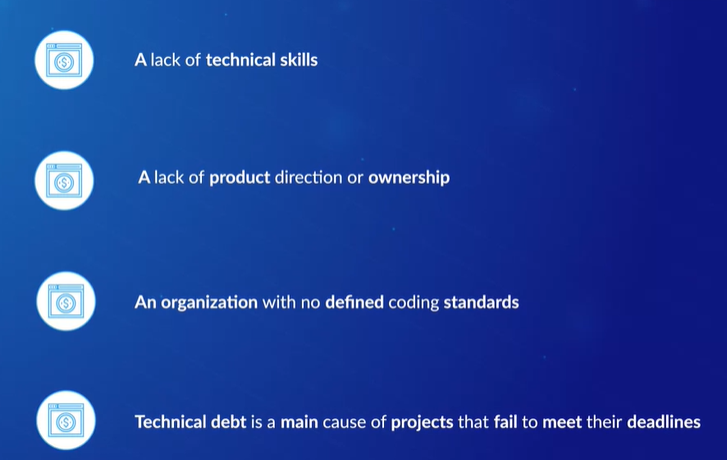 A lack of technical skills
A lack of product direction or ownership
An organization with no defined coding standards
Technical debt is a main cause of projects that fail to meet their deadlines